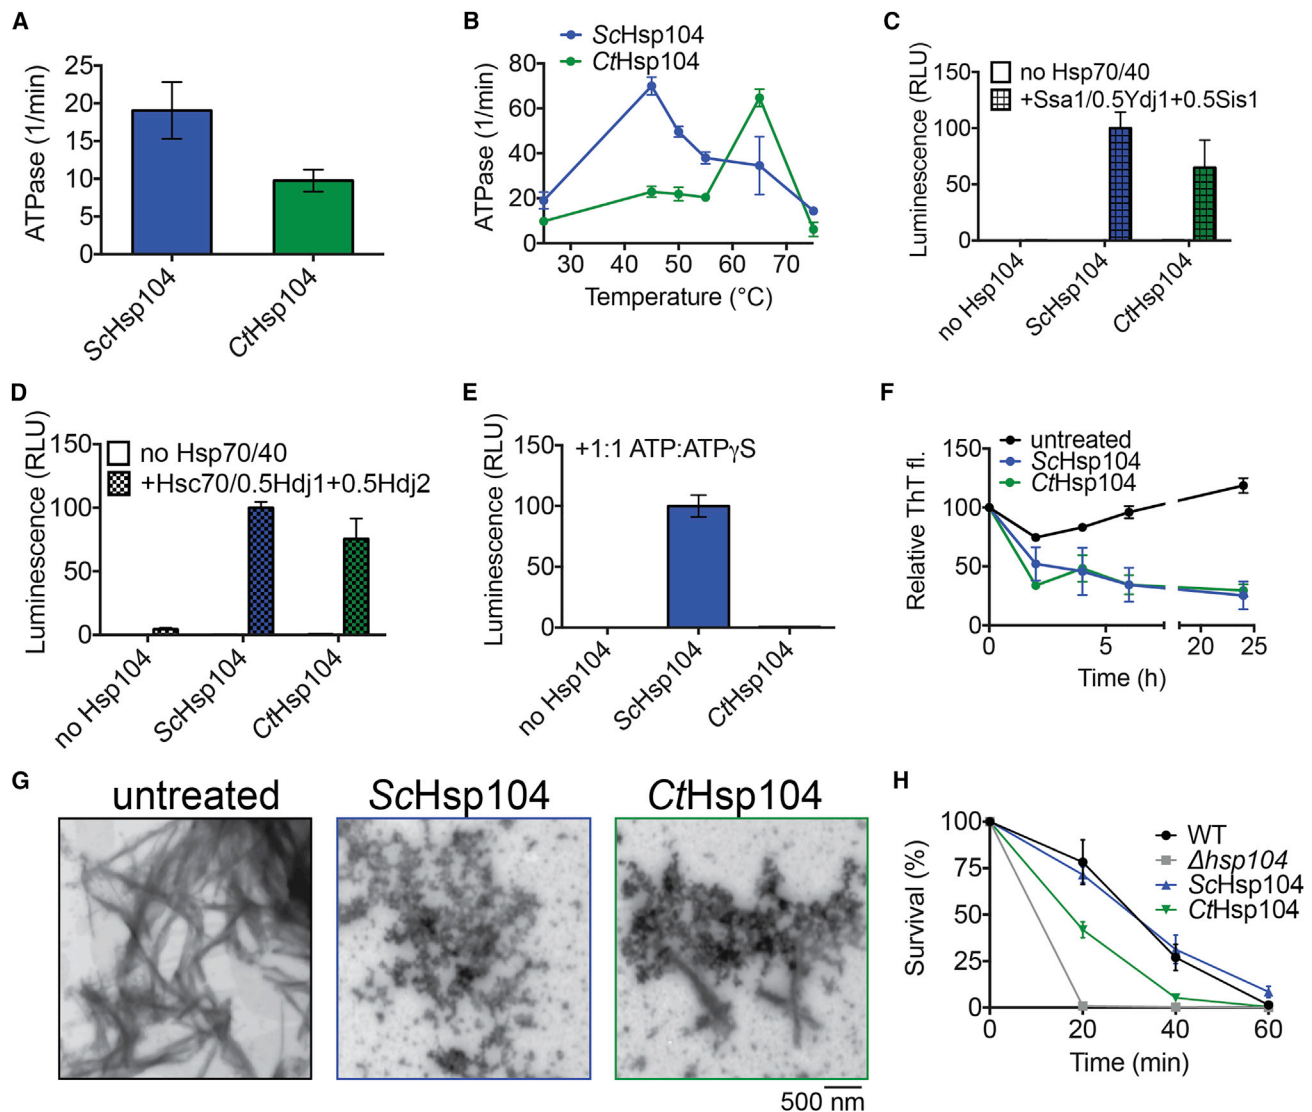 A
ATPase (1/min)
25
20
15
10
5
0
ScHsp104
CtHsp104
B
ScHsp104
CtHsp104
ATPase (1/min)
80
60
40
20
0
30 40 50 60 70
Temperature (°C)
C
Luminescence (RLU)
150
100
50
0
no Hsp70/40
+Ssa1/0.5Ydj1+0.5Sis1
no Hsp104
ScHsp104
CtHsp104
D
Luminescence (RLU)
150
100
50
0
no Hsp70/40
+Hsc70/0.5Hdj1+0.5Hdj2
no Hsp104
ScHsp104
CtHsp104
E
Luminescence (RLU)
150
100
50
0
+1:1 ATP:ATPγS
no Hsp104
ScHsp104
CtHsp104
F
Relative ThT fl.
150
100
50
0
untreated
ScHsp104
CtHsp104
0 5 20 25
Time (h)
G
untreated
ScHsp104
CtHsp104
500 nm
H
Survival (%)
100
75
50
25
0
WT
Δhsp104
ScHsp104
CtHsp104
0 20 40 60
Time (min)